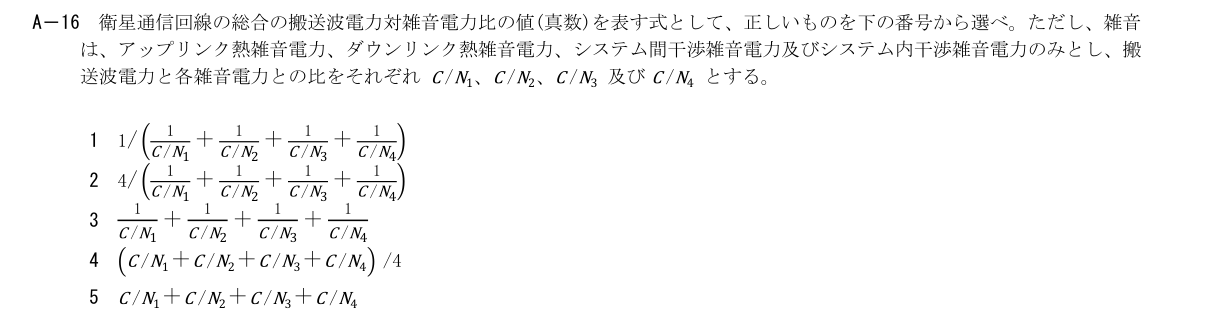 A－16 衛星通信回線の総合の搬送波電力対雑音電力比の値(真数)を表す式として、正しいものを下の番号から選べ。ただし、雑音
は、アップリンク熱雑音電力、ダウンリンク熱雑音電力、システム間干渉雑音電力及びシステム内干渉雑音電力のみとし、搬
送波電力と各雑音電力との比をそれぞれ C/N₁、C/N₂、C/N₃ 及び C/N₄ とする。
1 1/(1/(C/N₁)＋1/(C/N₂)＋1/(C/N₃)＋1/(C/N₄))
2 4/(1/(C/N₁)＋1/(C/N₂)＋1/(C/N₃)＋1/(C/N₄))
3 1/(C/N₁)＋1/(C/N₂)＋1/(C/N₃)＋1/(C/N₄)
4 (C/N₁＋C/N₂＋C/N₃＋C/N₄) /4
5 C/N₁＋C/N₂＋C/N₃＋C/N₄